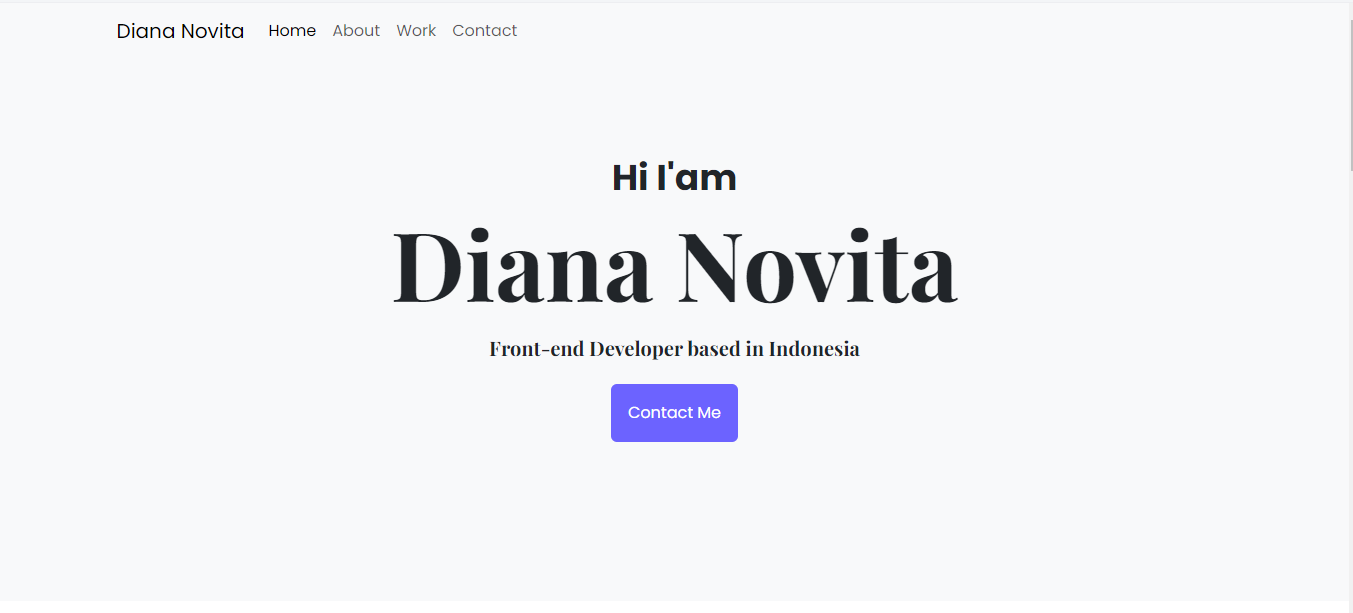 Diana Novita Home About Work Contact
Hi I'am
Diana Novita
Front-end Developer based in Indonesia
Contact Me